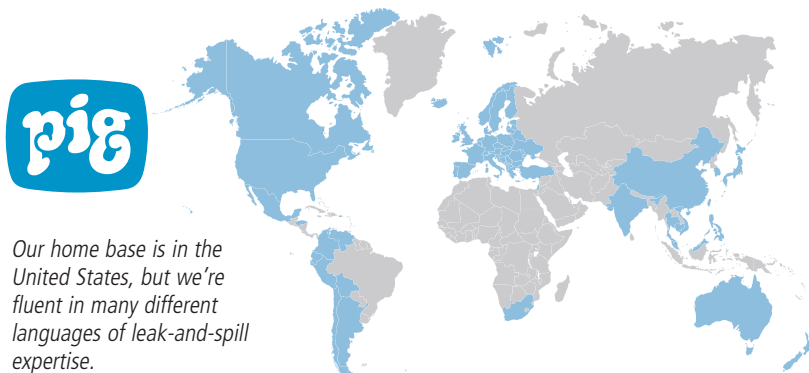 pig
Our home base is in the
United States, but we’re
fluent in many different
languages of leak-and-spill
expertise.